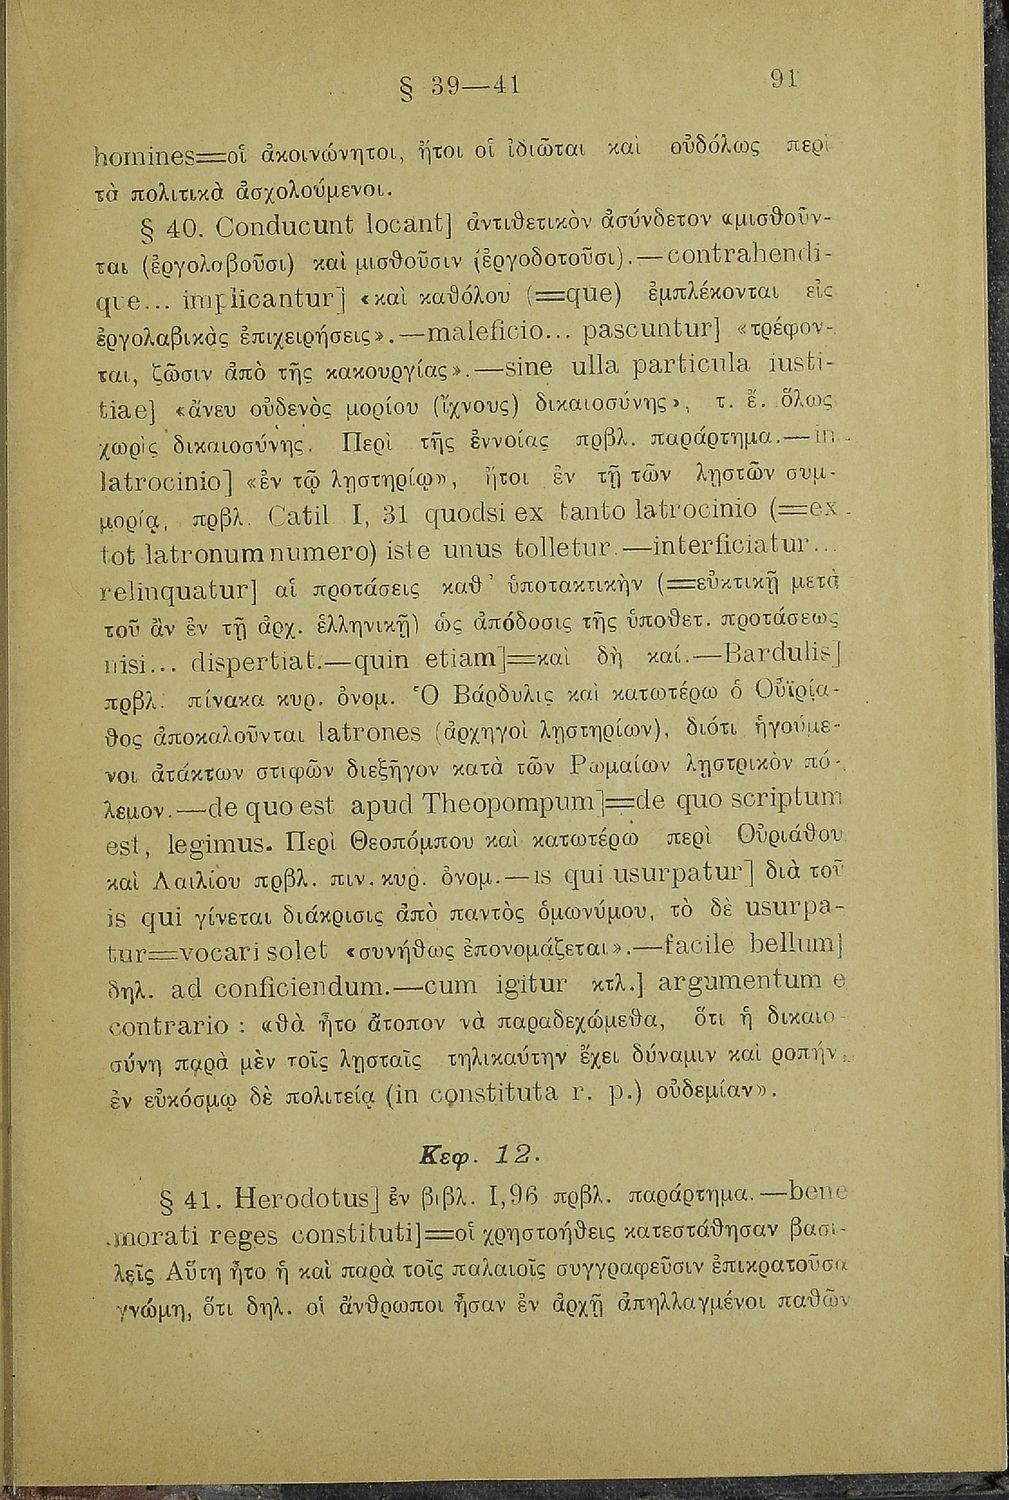 § 39—41 91
homines=οἱ ἀκοινώνητοι, ἤτοι οἱ ἰδιῶται καὶ οὐδόλως περὶ
τὰ πολιτικὰ ἀσχολούμενοι.
§ 40. Conducunt locant] ἀντιθετικὸν ἀσύνδετον «μισθοῦν-
ται (ἐργολαβοῦσι) καὶ μισθοῦσιν (ἐργοδοτοῦσι).—contrahendi-
que... implicantur] «καὶ καθόλου (=que) ἐμπλέκονται εἰς
ἐργολαβικὰς ἐπιχειρήσεις».—maleficio... pascuntur] «τρέφον-
ται, ζῶσιν ἀπὸ τῆς κακουργίας».—sine ulla particula iusti-
tiae] «ἄνευ οὐδενὸς μορίου (ἴχνους) δικαιοσύνης», τ. ἔ. ὅλως
χωρὶς δικαιοσύνης. Περὶ τῆς ἐννοίας πρβλ. παράρτημα.—in
latrocinio] «ἐν τῷ λῃστηρίῳ», ἤτοι ἐν τῇ τῶν λῃστῶν συμ-
μορίᾳ, πρβλ. Catil I, 31 quodsi ex tanto latrocinio (=ex
tot latronum numero) iste unus tolletur.—interficiatur...
relinquatur] αἱ προτάσεις καθ' ὑποτακτικὴν (=εὐκτικῇ μετὰ
τοῦ ἂν ἐν τῇ ἀρχ. ἑλληνικῇ) ὡς ἀπόδοσις τῆς ὑποθετ. προτάσεως
nisi... dispertiat.—quin etiam]=καὶ δὴ καί.—Bardulis]
πρβλ. πίνακα κυρ. ὀνομ. Ὁ Βάρδυλις καὶ κατωτέρω ὁ Οὐϊρία-
θος ἀποκαλοῦνται latrones (ἀρχηγοὶ λῃστηρίων), διότι ἡγούμε-
νοι ἀτάκτων στιφῶν διεξῆγον κατὰ τῶν Ρωμαίων λῃστρικὸν πό-
λεμον.—de quo est apud Theopompum]=de quo scriptum
est, legimus. Περὶ Θεοπόμπου καὶ κατωτέρω περὶ Οὐριάθου
καὶ Λαιλίου πρβλ. πιν. κυρ. ὀνομ.—is qui usurpatur] διὰ τοῦ
is qui γίνεται διάκρισις ἀπὸ παντὸς ὁμωνύμου, τὸ δὲ usurpa-
tur=vocari solet «συνήθως ἐπονομάζεται».—facile bellum]
δηλ. ad conficiendum.—cum igitur κτλ.] argumentum e
contrario : «θὰ ἦτο ἄτοπον νὰ παραδεχώμεθα, ὅτι ἡ δικαιο-
σύνη παρὰ μὲν τοῖς λῃσταῖς τηλικαύτην ἔχει δύναμιν καὶ ροπήν,
ἐν εὐκόσμῳ δὲ πολιτείᾳ (in constituta r. p.) οὐδεμίαν».
Κεφ. 12.
§ 41. Herodotus] ἐν βιβλ. I,96 πρβλ. παράρτημα.—bene
morati reges constituti]=οἱ χρηστοήθεις κατεστάθησαν βασι-
λεῖς Αὕτη ἦτο ἡ καὶ παρὰ τοῖς παλαιοῖς συγγραφεῦσιν ἐπικρατοῦσα
γνώμη, ὅτι δηλ. οἱ ἄνθρωποι ἦσαν ἐν ἀρχῇ ἀπηλλαγμένοι παθῶν